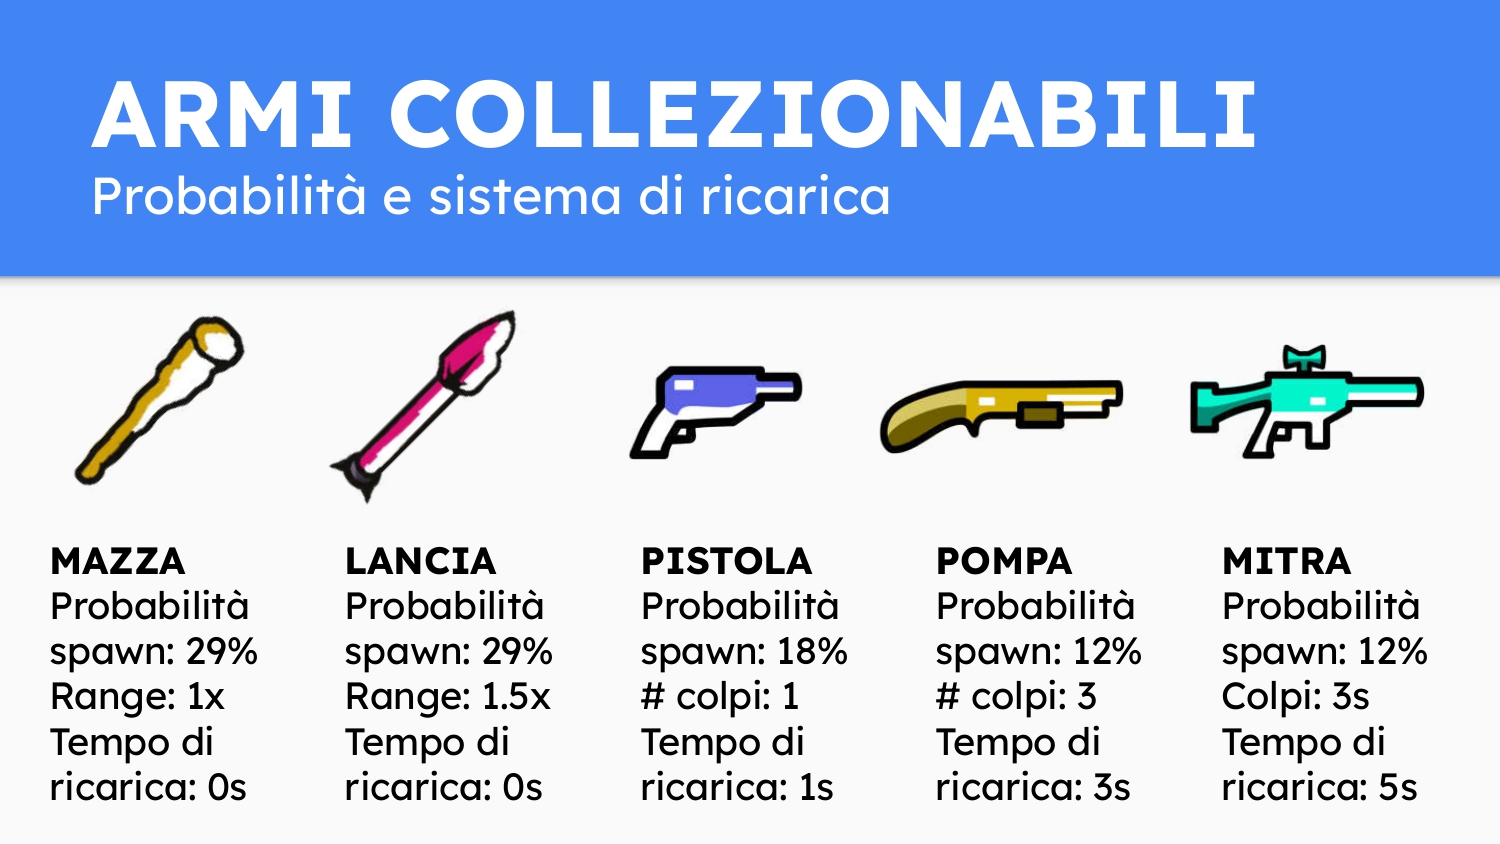 ARMI COLLEZIONABILI
Probabilità e sistema di ricarica
MAZZA
Probabilità
spawn: 29%
Range: 1x
Tempo di
ricarica: 0s
LANCIA
Probabilità
spawn: 29%
Range: 1.5x
Tempo di
ricarica: 0s
PISTOLA
Probabilità
spawn: 18%
# colpi: 1
Tempo di
ricarica: 1s
POMPA
Probabilità
spawn: 12%
# colpi: 3
Tempo di
ricarica: 3s
MITRA
Probabilità
spawn: 12%
Colpi: 3s
Tempo di
ricarica: 5s